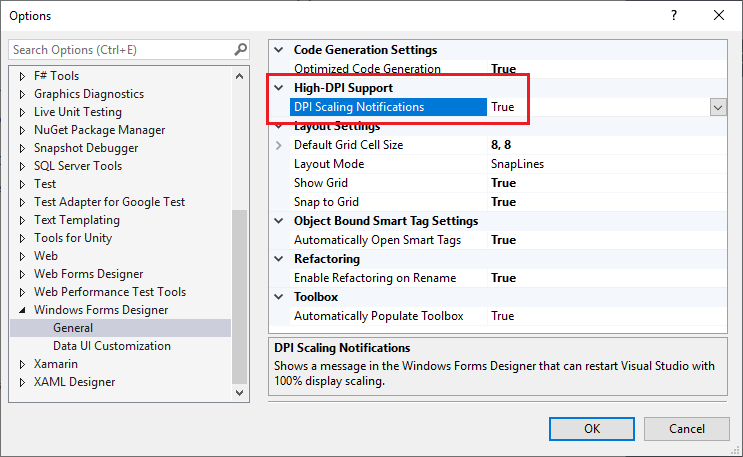 Options
Search Options (Ctrl+E)
F# Tools
Graphics Diagnostics
Live Unit Testing
NuGet Package Manager
Snapshot Debugger
SQL Server Tools
Test
Test Adapter for Google Test
Text Templating
Tools for Unity
Web
Web Forms Designer
Web Performance Test Tools
Windows Forms Designer
General
Data UI Customization
Xamarin
XAML Designer
Code Generation Settings
Optimized Code Generation True
High-DPI Support
DPI Scaling Notifications True
Layout Settings
Default Grid Cell Size 8, 8
Layout Mode SnapLines
Show Grid True
Snap to Grid True
Object Bound Smart Tag Settings
Automatically Open Smart Tags True
Refactoring
Enable Refactoring on Rename True
Toolbox
Automatically Populate Toolbox True
DPI Scaling Notifications
Shows a message in the Windows Forms Designer that can restart Visual Studio with
100% display scaling.
OK Cancel